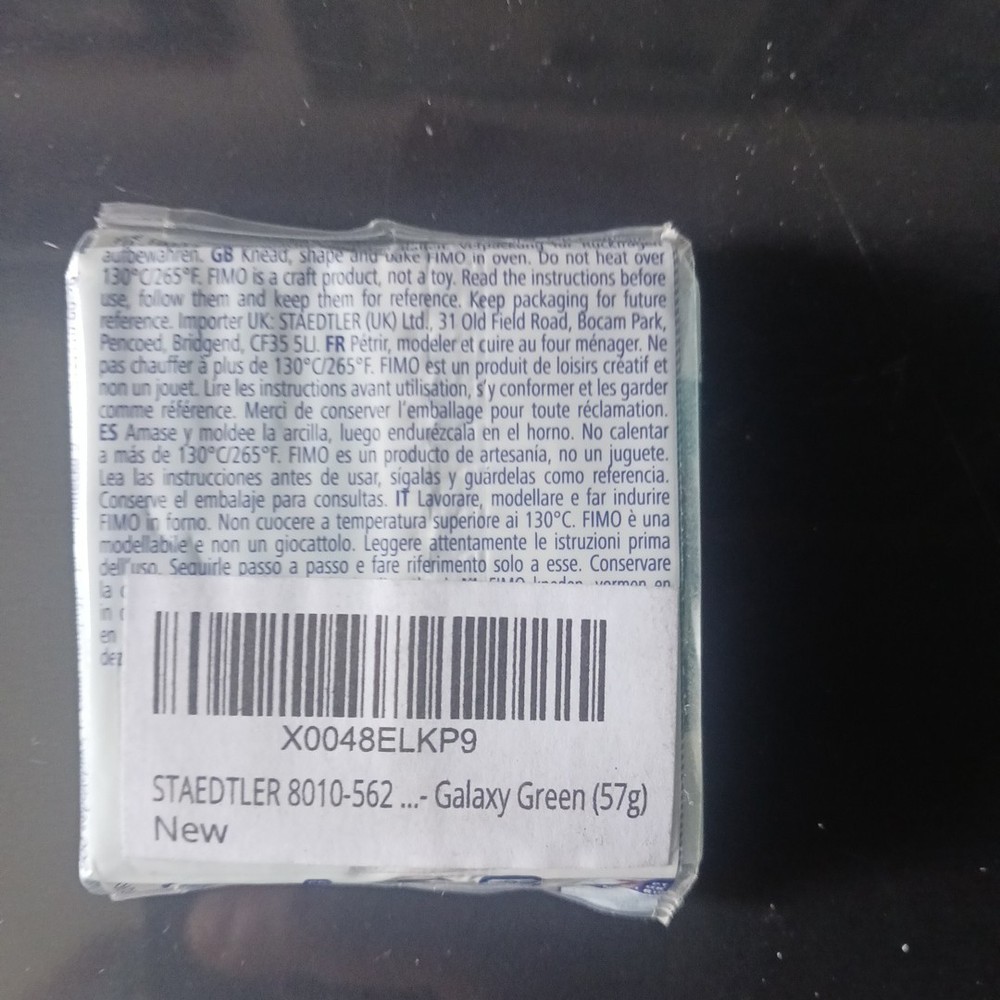 aufbewahren. GB Knead, shape and bake FIMO in oven. Do not heat over
130°C/265°F. FIMO is a craft product, not a toy. Read the instructions before
use, follow them and keep them for reference. Keep packaging for future
reference. Importer UK: STAEDTLER (UK) Ltd., 31 Old Field Road, Bocam Park,
Pencoed, Bridgend, CF35 5LJ. FR Pétrir, modeler et cuire au four ménager. Ne
pas chauffer à plus de 130°C/265°F. FIMO est un produit de loisirs créatif et
non un jouet. Lire les instructions avant utilisation, s'y conformer et les garder
comme référence. Merci de conserver l'emballage pour toute réclamation.
ES Amase y moldee la arcilla, luego endurézcala en el horno. No calentar
a más de 130°C/265°F. FIMO es un producto de artesanía, no un juguete.
Lea las instrucciones antes de usar, sígalas y guárdelas como referencia.
Conserve el embalaje para consultas. IT Lavorare, modellare e far indurire
FIMO in forno. Non cuocere a temperatura superiore ai 130°C. FIMO è una
modellabile e non un giocattolo. Leggere attentamente le istruzioni prima
dell'uso. Seguirle passo a passo e fare riferimento solo a esse. Conservare
la
in
en
X0048ELKP9
STAEDTLER 8010-562 ...- Galaxy Green (57g)
New